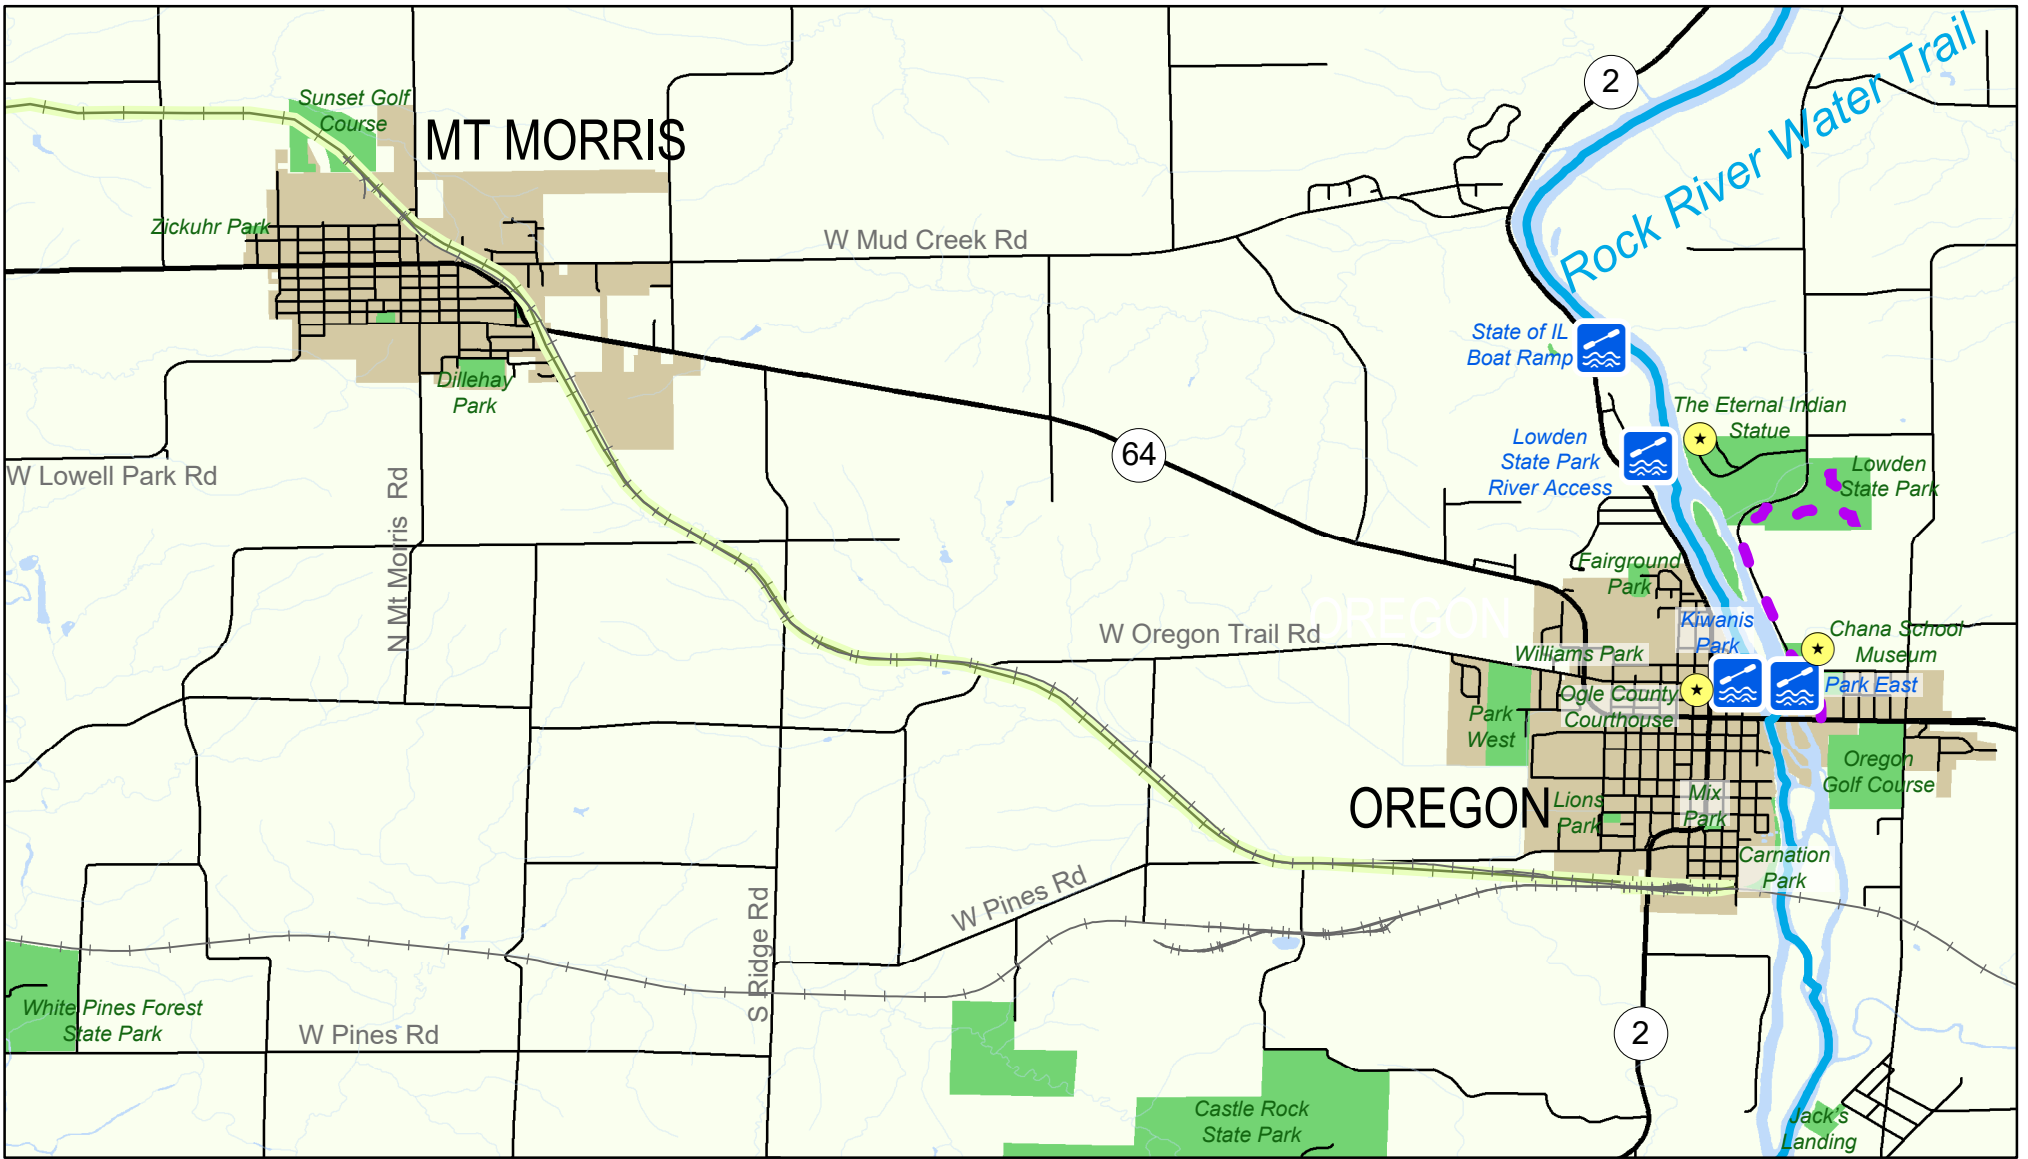 Rock River Water Trail
2
Sunset Golf
Course
MT MORRIS
Zickuhr Park
W Mud Creek Rd
State of IL
Boat Ramp
Dillehay
Park
The Eternal Indian
Statue
Lowden
State Park
River Access
64
Lowden
State Park
W Lowell Park Rd
N Mt Morris Rd
Fairground
Park
OREGON
W Oregon Trail Rd
Kiwanis
Park
Chana School
Museum
Williams Park
Park East
Ogle County
Courthouse
Park
West
Oregon
Golf Course
OREGON
Lions
Park
Mix
Park
Carnation
Park
W Pines Rd
S Ridge Rd
White Pines Forest
State Park
W Pines Rd
2
Castle Rock
State Park
Jack's
Landing